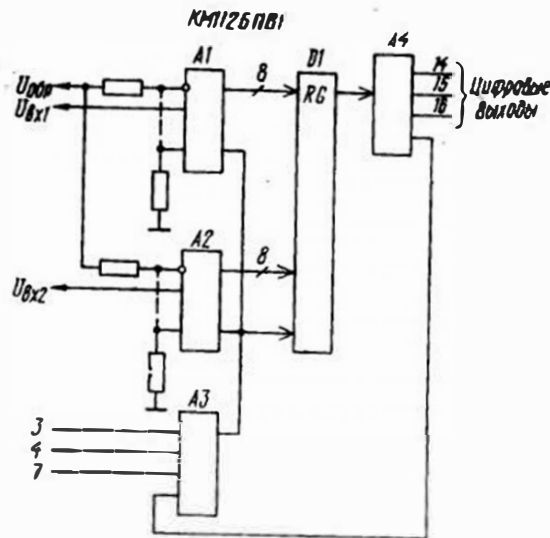 КМ1126ПВ1
A1
8
D1
RG
A4
14
15
16
Цифровые
выходы
Uобр
Uвх1
A2
8
Uвх2
A3
3
4
7